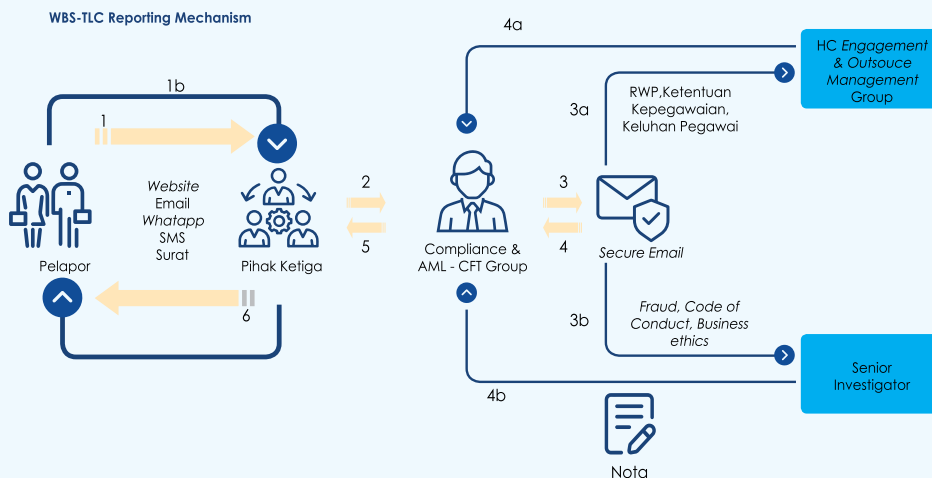 WBS-TLC Reporting Mechanism
1b
1
Website
Email
Whatapp
SMS
Surat
Pelapor
Pihak Ketiga
6
2
5
Compliance &
AML - CFT Group
3
4
Secure Email
4a
3a
RWP,Ketentuan
Kepegawaian,
Keluhan Pegawai
HC Engagement
& Outsouce
Management
Group
3b
Fraud, Code of
Conduct, Business
ethics
4b
Senior
Investigator
Nota